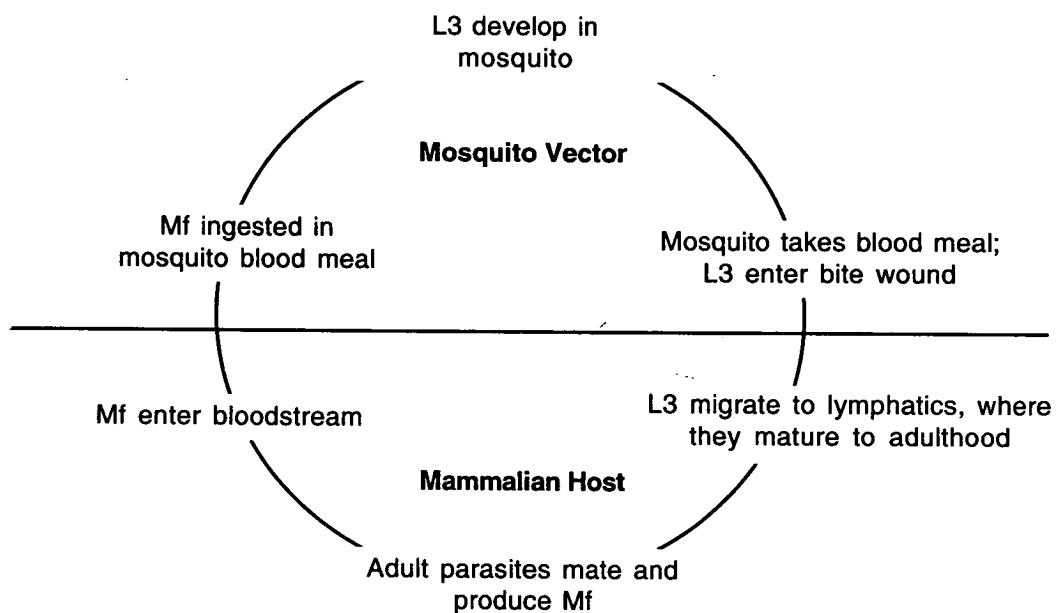 L3 develop in
mosquito
Mosquito Vector
Mf ingested in
mosquito blood meal
Mosquito takes blood meal;
L3 enter bite wound
Mf enter bloodstream
L3 migrate to lymphatics, where
they mature to adulthood
Mammalian Host
Adult parasites mate and
produce Mf